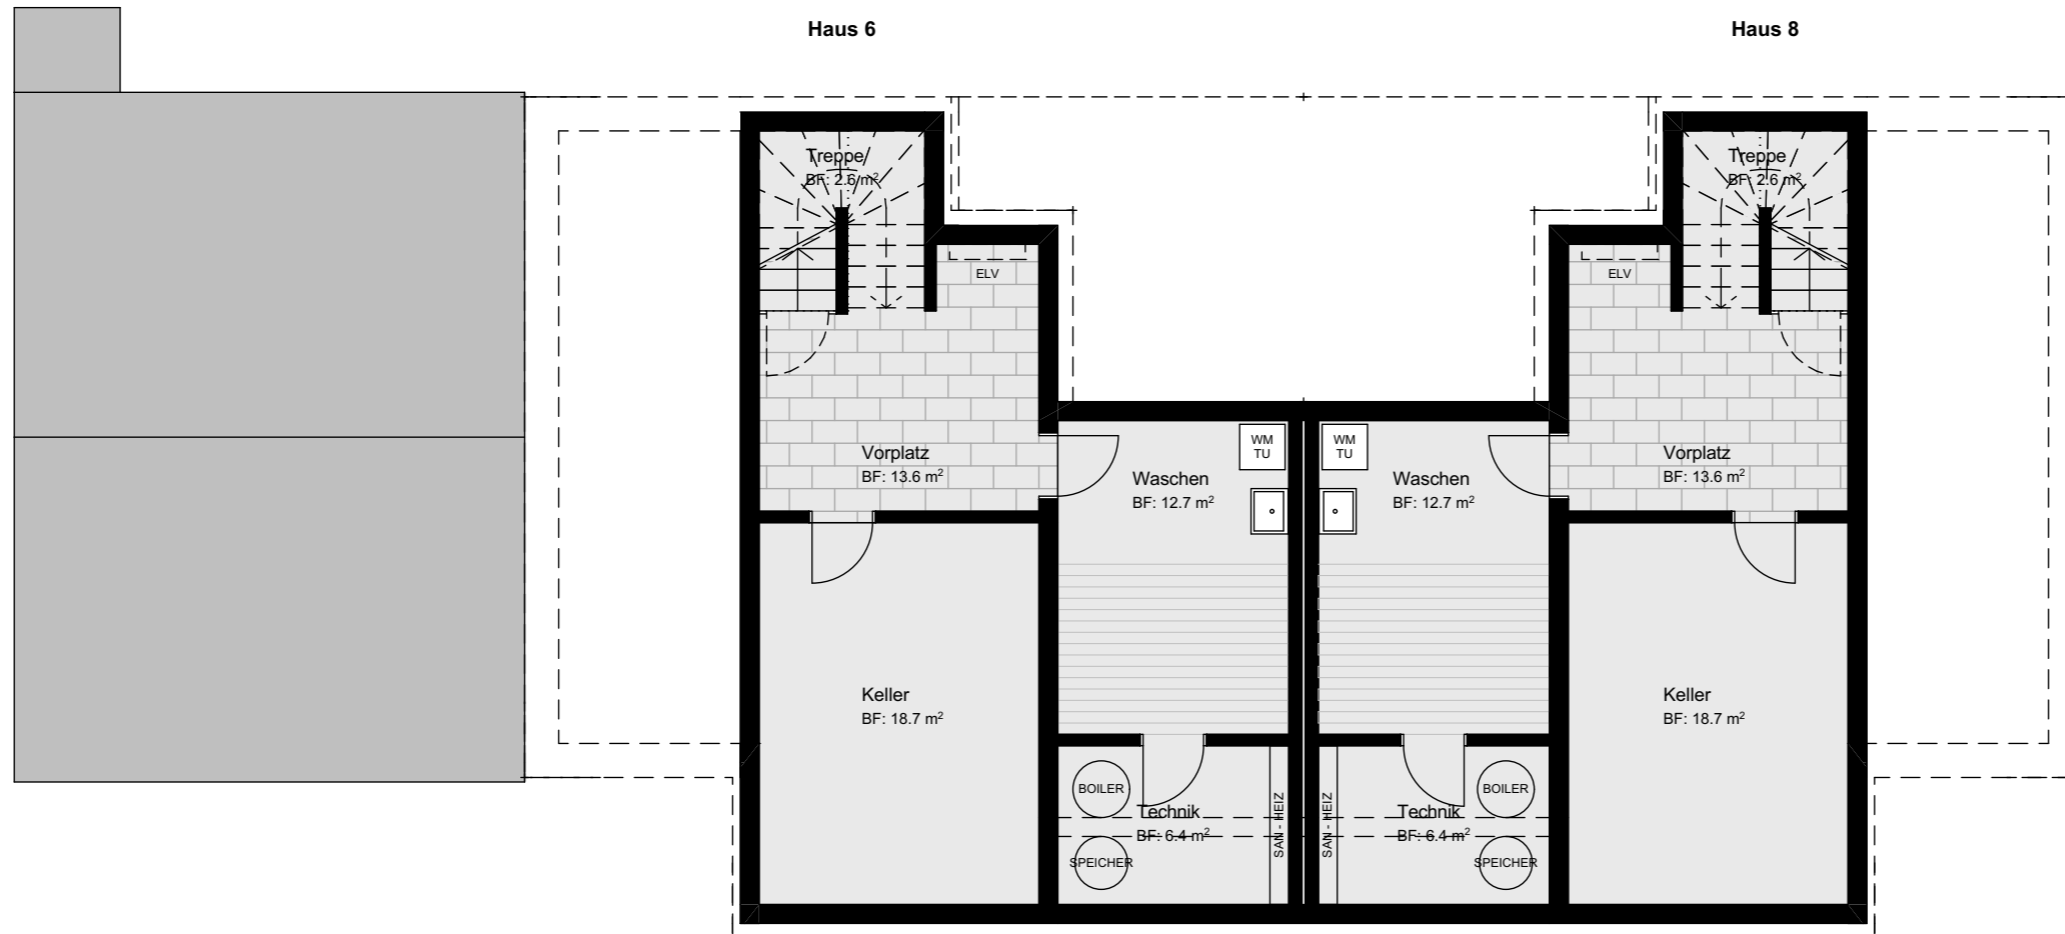 Haus 6
Haus 8
Treppe
BF: 2.6 m²
Treppe
BF: 2.6 m²
ELV
ELV
WM
TU
WM
TU
Vorplatz
BF: 13.6 m²
Waschen
BF: 12.7 m²
Waschen
BF: 12.7 m²
Vorplatz
BF: 13.6 m²
Keller
BF: 18.7 m²
Keller
BF: 18.7 m²
BOILER
SPEICHER
Technik
BF: 6.4 m²
SAN - HEIZ
SAN - HEIZ
Technik
BF: 6.4 m²
BOILER
SPEICHER